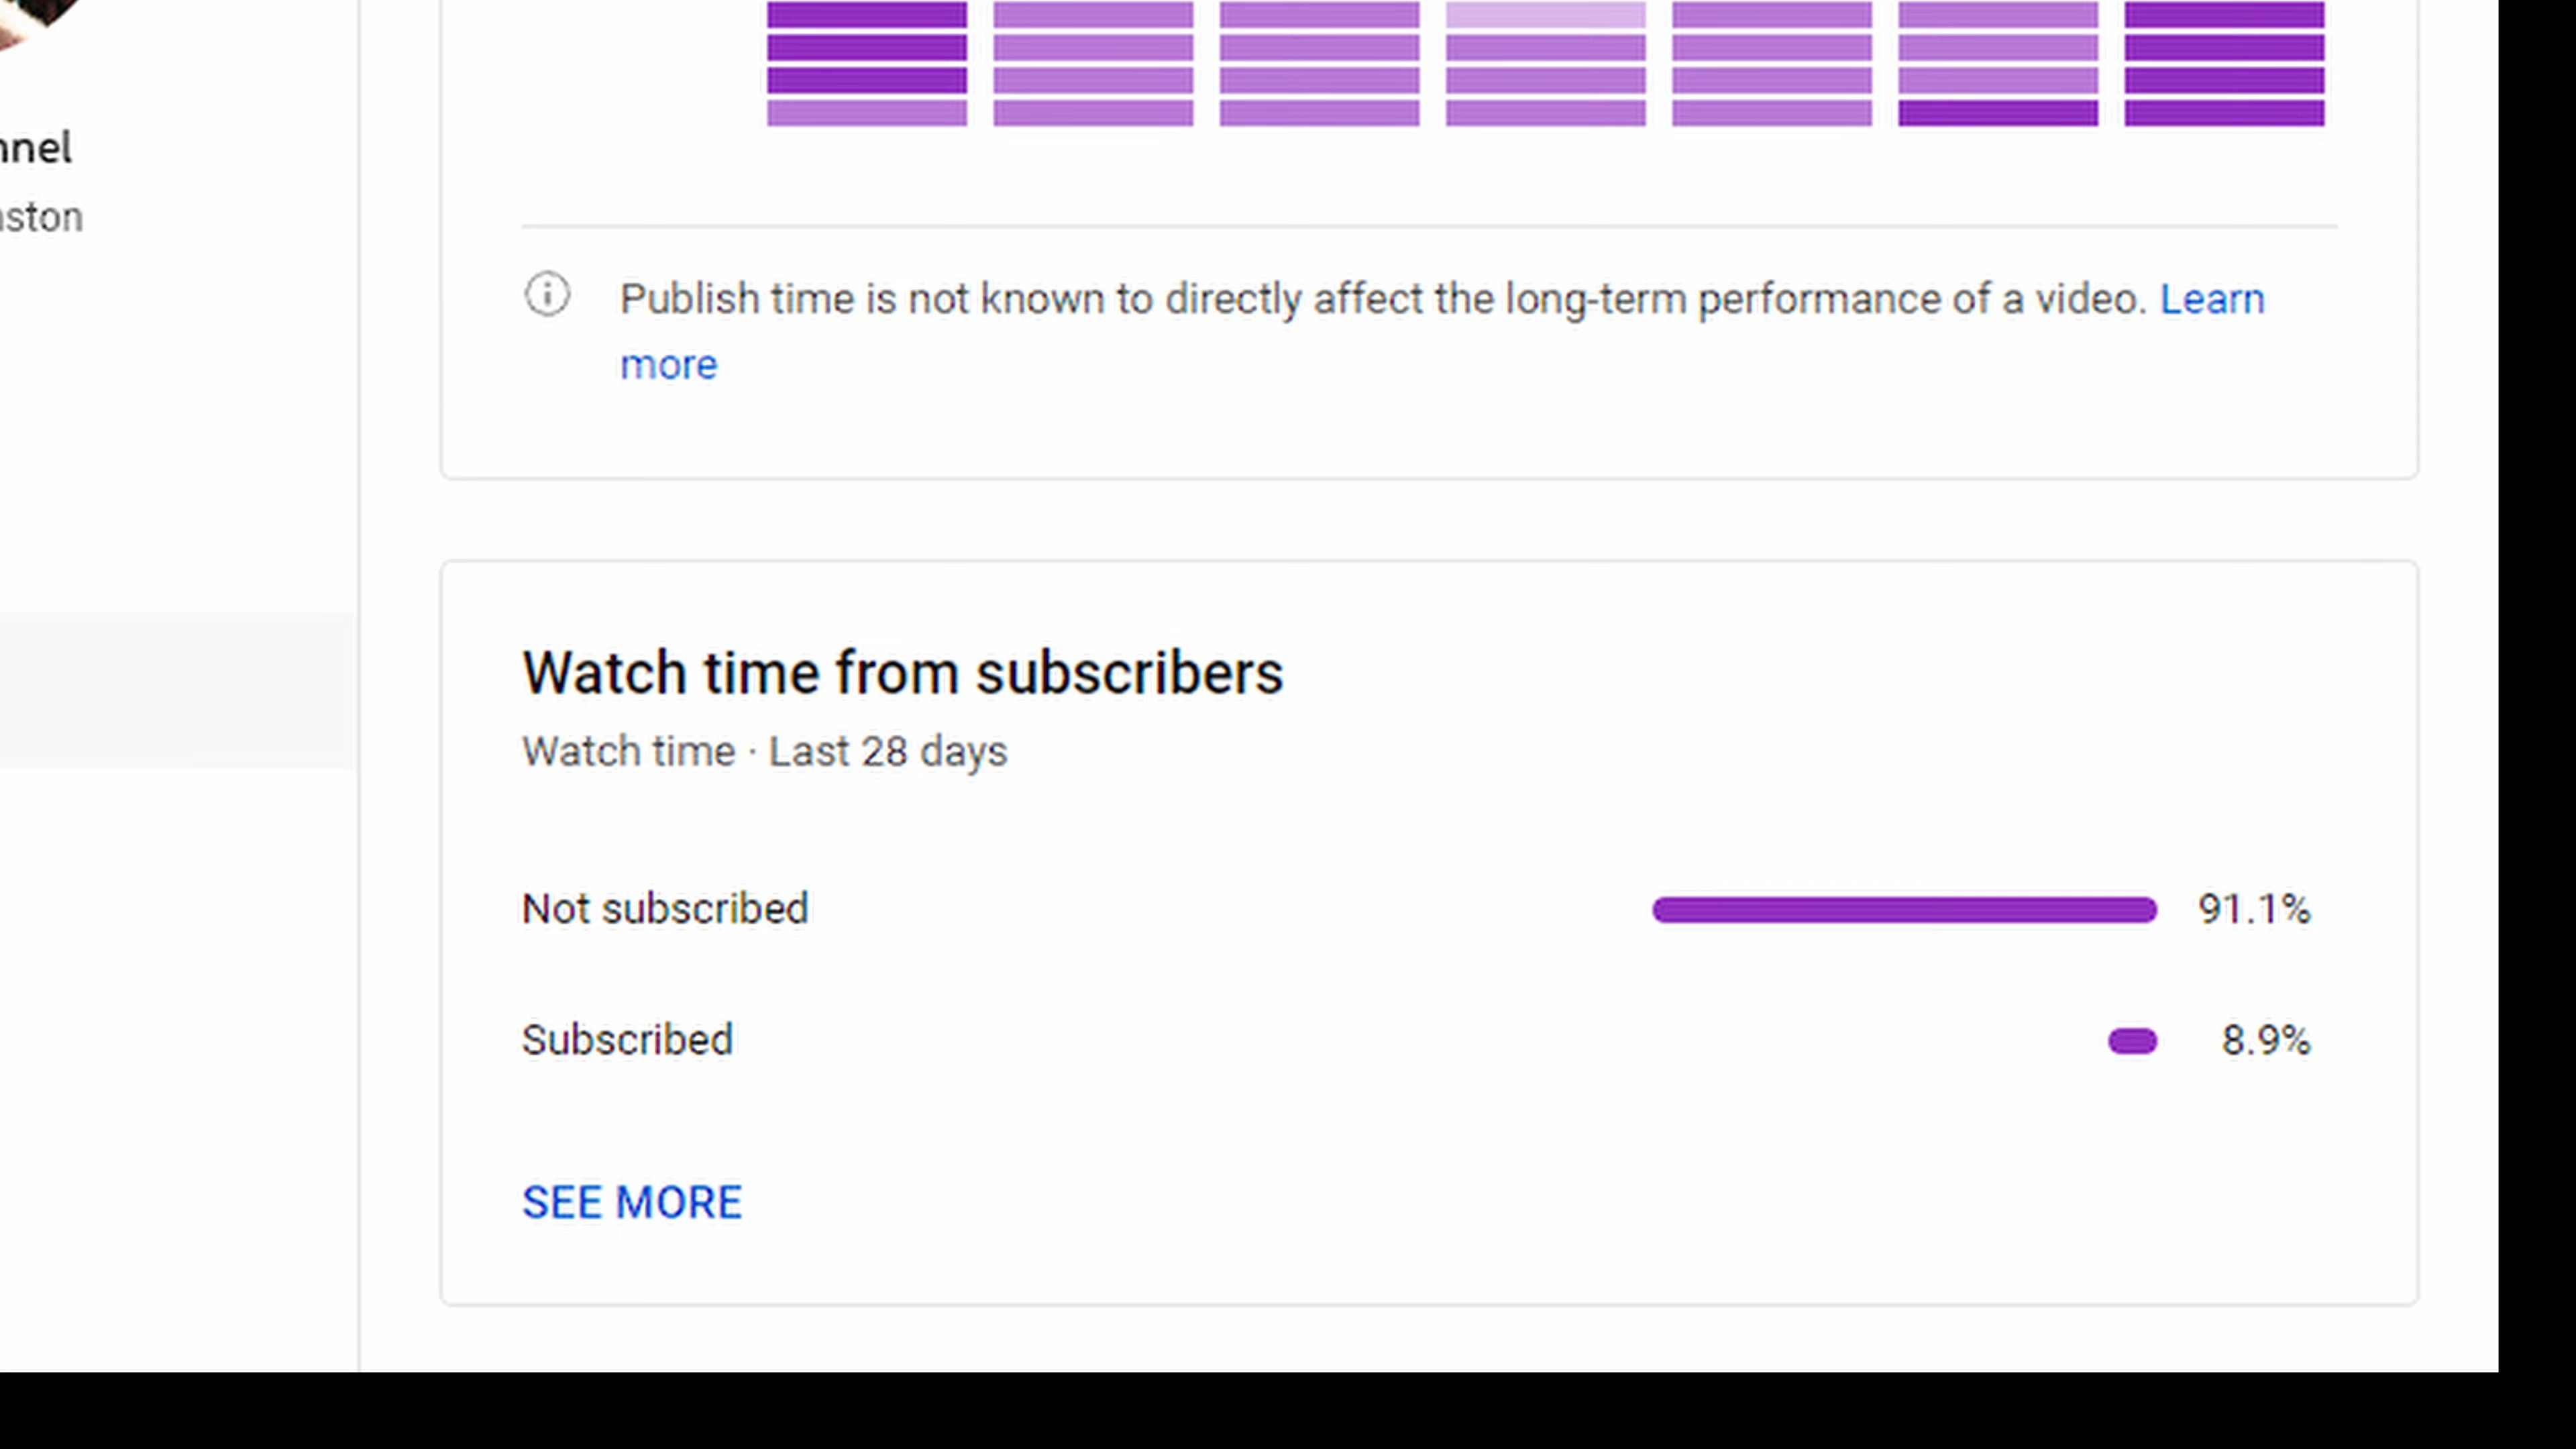 nnel
nston
Publish time is not known to directly affect the long-term performance of a video. Learn
more
Watch time from subscribers
Watch time · Last 28 days
Not subscribed 91.1%
Subscribed 8.9%
SEE MORE